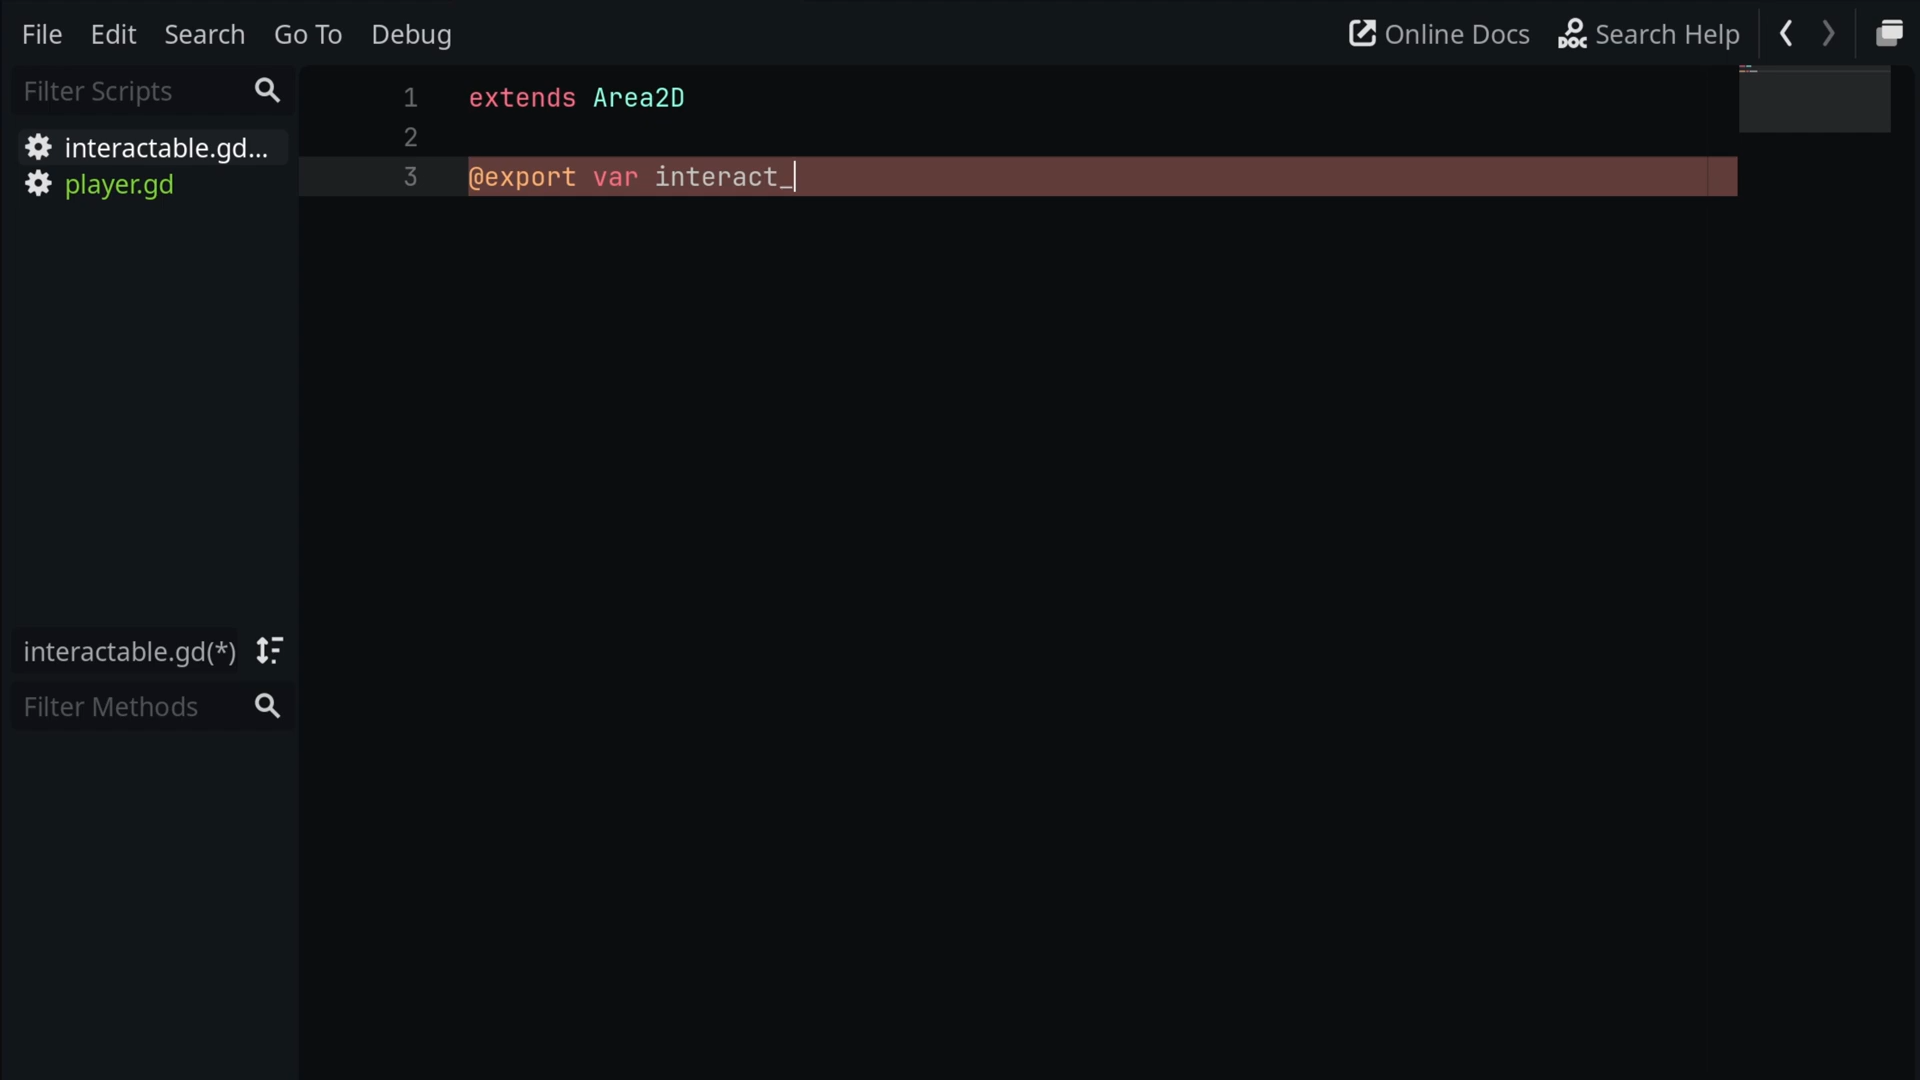 File Edit Search Go To Debug Online Docs DOC Search Help
Filter Scripts
interactable.gd...
player.gd
interactable.gd(*)
Filter Methods
1 extends Area2D
2
3 @export var interact_